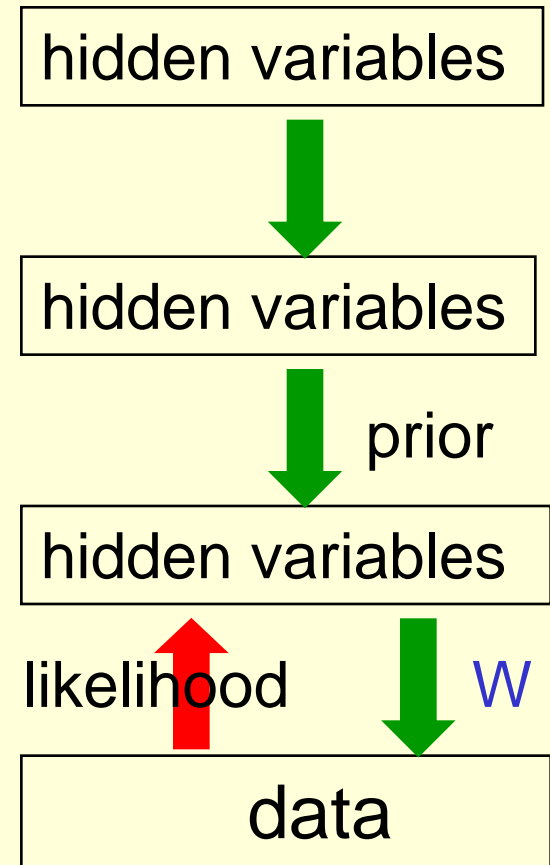 hidden variables
hidden variables
prior
hidden variables
likelihood W
data